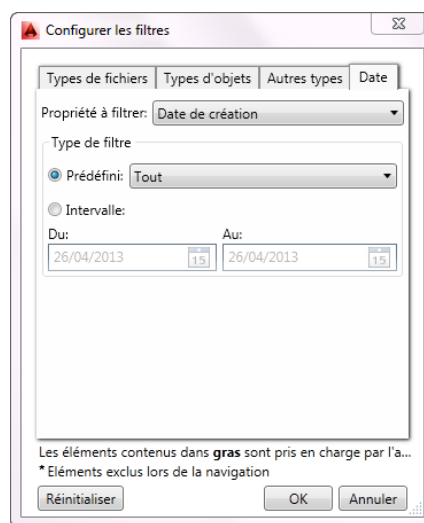 Configurer les filtres
Types de fichiers Types d'objets Autres types Date
Propriété à filtrer: Date de création
Type de filtre
Prédéfini: Tout
Intervalle:
Du: Au:
26/04/2013 15 26/04/2013 15
Les éléments contenus dans gras sont pris en charge par l'a...
* Eléments exclus lors de la navigation
Réinitialiser OK Annuler